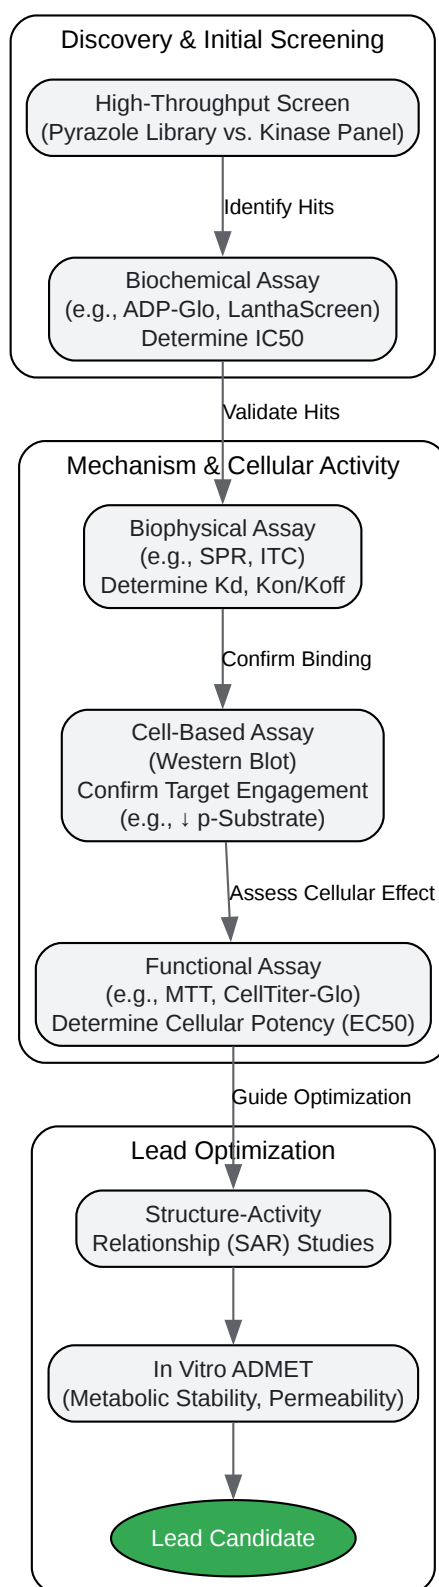 Discovery & Initial Screening
High-Throughput Screen
(Pyrazole Library vs. Kinase Panel)
Identify Hits
Biochemical Assay
(e.g., ADP-Glo, LanthaScreen)
Determine IC50
Validate Hits
Mechanism & Cellular Activity
Biophysical Assay
(e.g., SPR, ITC)
Determine Kd, Kon/Koff
Confirm Binding
Cell-Based Assay
(Western Blot)
Confirm Target Engagement
(e.g., ↓ p-Substrate)
Assess Cellular Effect
Functional Assay
(e.g., MTT, CellTiter-Glo)
Determine Cellular Potency (EC50)
Guide Optimization
Lead Optimization
Structure-Activity
Relationship (SAR) Studies
In Vitro ADMET
(Metabolic Stability, Permeability)
Lead Candidate